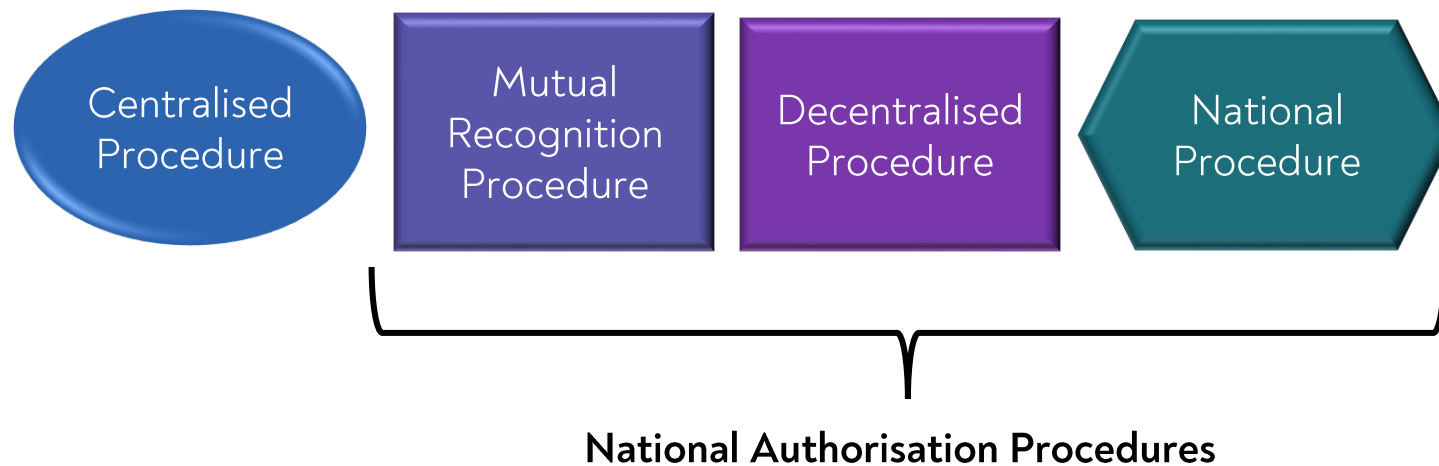 Centralised
Procedure
Mutual
Recognition
Procedure
Decentralised
Procedure
National
Procedure
National Authorisation Procedures